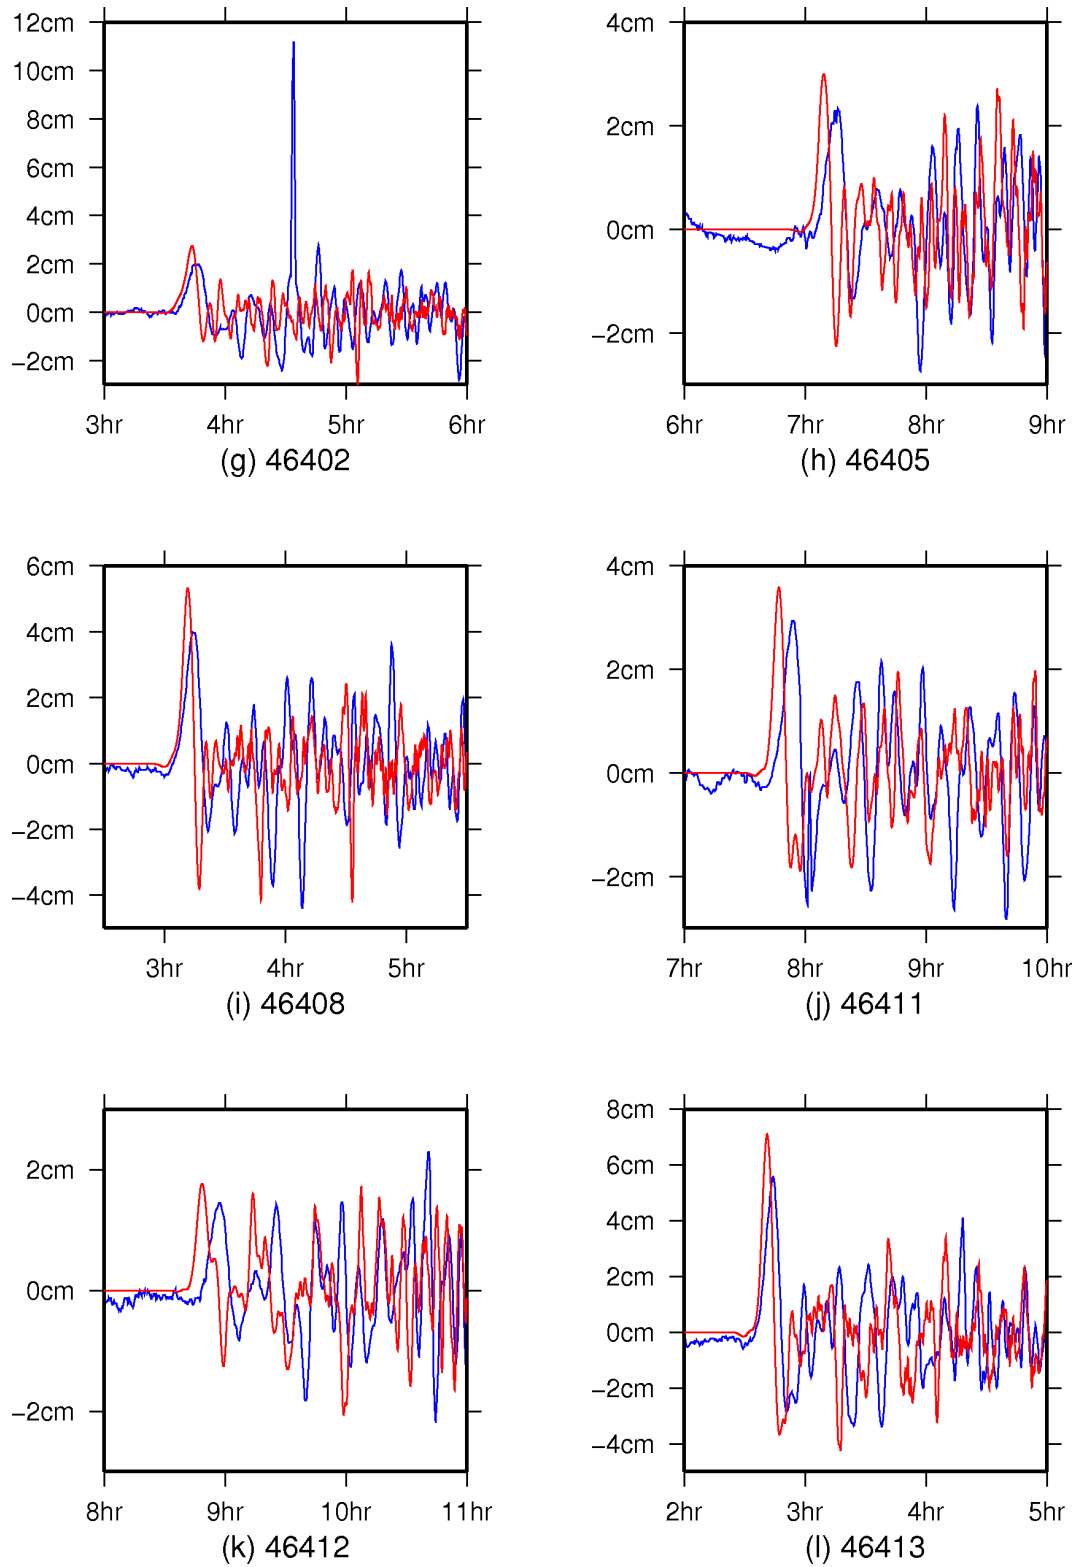 12cm
10cm
8cm
6cm
4cm
2cm
0cm
−2cm
3hr 4hr 5hr 6hr
(g) 46402
4cm
2cm
0cm
−2cm
6hr 7hr 8hr 9hr
(h) 46405
6cm
4cm
2cm
0cm
−2cm
−4cm
3hr 4hr 5hr
(i) 46408
4cm
2cm
0cm
−2cm
7hr 8hr 9hr 10hr
(j) 46411
2cm
0cm
−2cm
8hr 9hr 10hr 11hr
(k) 46412
8cm
6cm
4cm
2cm
0cm
−2cm
−4cm
2hr 3hr 4hr 5hr
(l) 46413